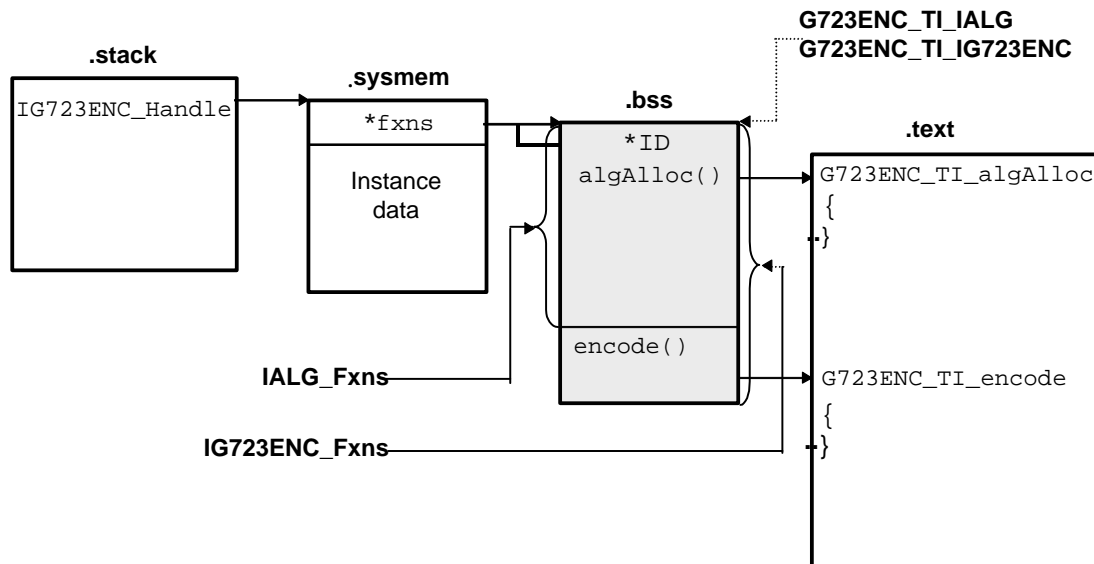 G723ENC_TI_IALG
G723ENC_TI_IG723ENC
.stack
.sysmem
.bss
.text
IG723ENC_Handle
*fxns
Instance
data
*ID
algAlloc()
encode()
G723ENC_TI_algAlloc
{
}
G723ENC_TI_encode
{
}
IALG_Fxns
IG723ENC_Fxns